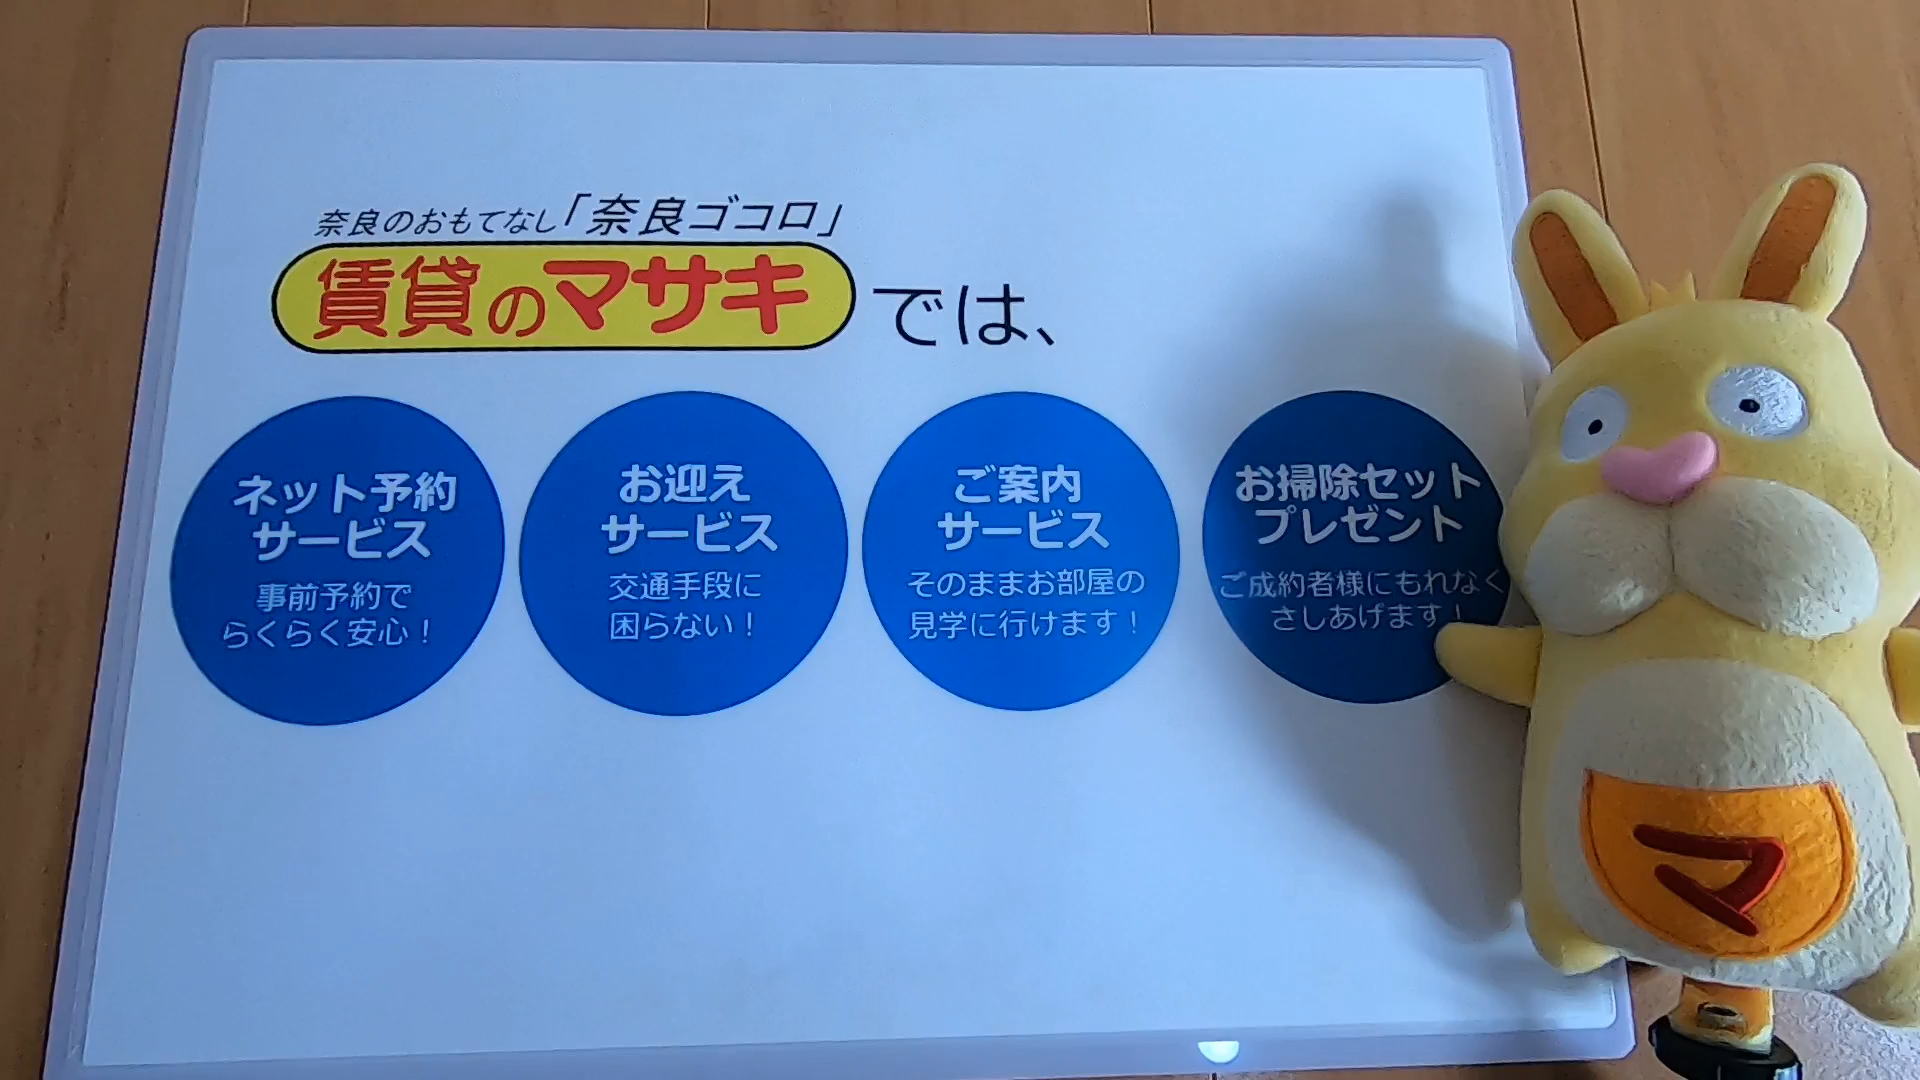 奈良のおもてなし「奈良ゴコロ」
賃貸のマサキでは、
ネット予約
サービス
事前予約で
らくらく安心！
お迎え
サービス
交通手段に
困らない！
ご案内
サービス
そのままお部屋の
見学に行けます！
お掃除セット
プレゼント
ご成約者様にもれなく
さしあげます！
マ